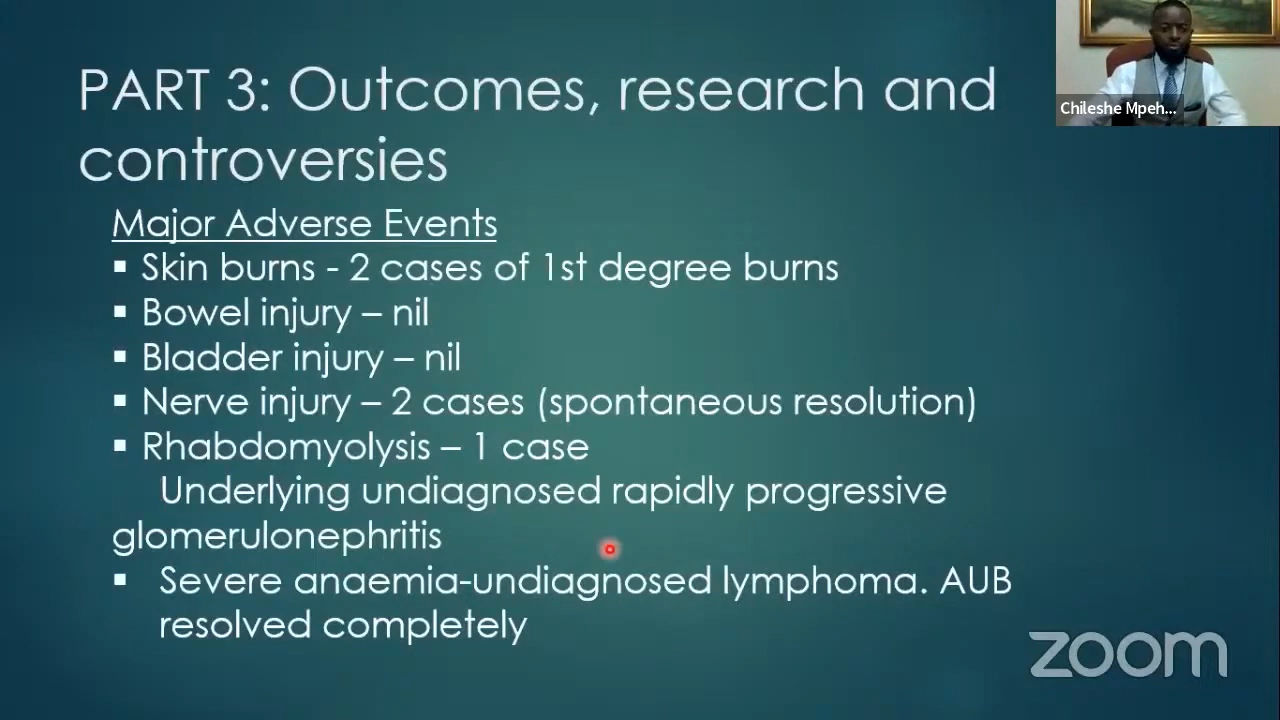 PART 3: Outcomes, research and
controversies
Major Adverse Events
▪ Skin burns - 2 cases of 1st degree burns
▪ Bowel injury – nil
▪ Bladder injury – nil
▪ Nerve injury – 2 cases (spontaneous resolution)
▪ Rhabdomyolysis – 1 case
Underlying undiagnosed rapidly progressive
glomerulonephritis
▪ Severe anaemia-undiagnosed lymphoma. AUB
resolved completely
Chileshe Mpeh...
zoom